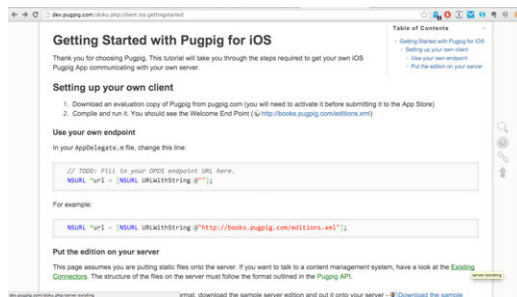 dev.pugpig.com/doku.php/client:ios:gettingstarted
Table of Contents
Getting Started with Pugpig for iOS
Setting up your own client
Use your own endpoint
Put the edition on your server
Getting Started with Pugpig for iOS
Thank you for choosing Pugpig. This tutorial will take you through the steps required to get your own iOS
Pugpig App communicating with your own server.
Setting up your own client
1. Download an evaluation copy of Pugpig from pugpig.com (you will need to activate it before submitting it
to the App Store)
2. Compile and run it. You should see the Welcome End Point (http://books.pugpig.com/editions.xml)
Use your own endpoint
In your AppDelegate.m file, change this line:
// TODO: Fill in your OPDS endpoint URL here.
NSURL *url = [NSURL URLWithString:@""];
For example:
NSURL *url = [NSURL URLWithString:@"http://books.pugpig.com/editions.xml"];
Put the edition on your server
This page assumes you are putting static files onto the server. If you want to talk to a content management system, have a look at the Existing
Connectors. The structure of the files on the server must follow the format outlined in the Pugpig API.
server:existing
dev.pugpig.com/doku.php/server:existing
ormat, download the sample server edition and put it onto your server - Download the sample